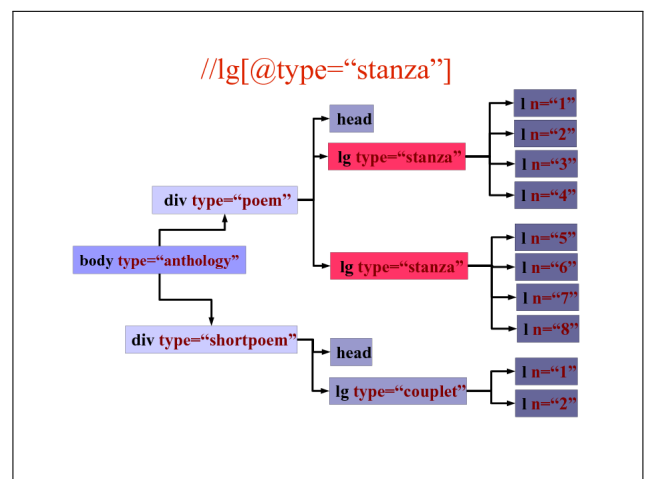 //lg[@type=“stanza”]
l n=“1”
head
l n=“2”
lg type=“stanza”
l n=“3”
l n=“4”
div type=“poem”
l n=“5”
body type=“anthology”
lg type=“stanza”
l n=“6”
l n=“7”
l n=“8”
div type=“shortpoem”
head
l n=“1”
lg type=“couplet”
l n=“2”